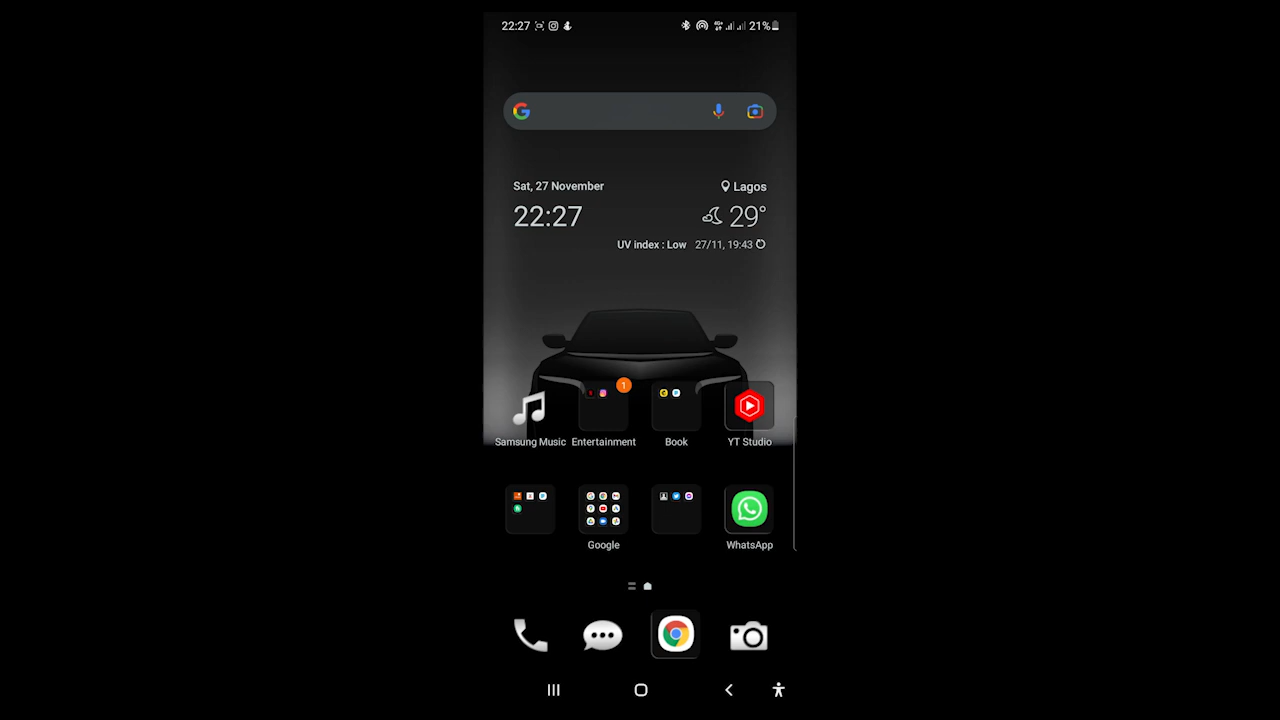 22:27
21%
Sat, 27 November
Lagos
22:27
29°
UV index : Low 27/11, 19:43
1
Samsung Music
Entertainment
Book
YT Studio
Google
WhatsApp